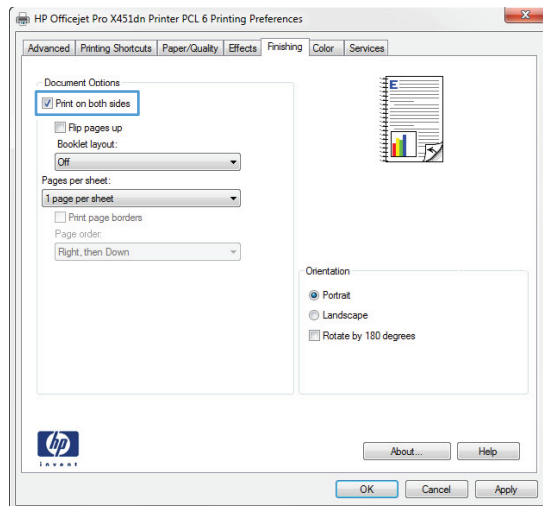 HP Officejet Pro X451dn Printer PCL 6 Printing Preferences
Advanced Printing Shortcuts Paper/Quality Effects Finishing Color Services
Document Options
Print on both sides
Flip pages up
Booklet layout:
Off
Pages per sheet:
1 page per sheet
Print page borders
Page order:
Right, then Down
E
Orientation
Portrait
Landscape
Rotate by 180 degrees
hp
invent
About... Help
OK Cancel Apply